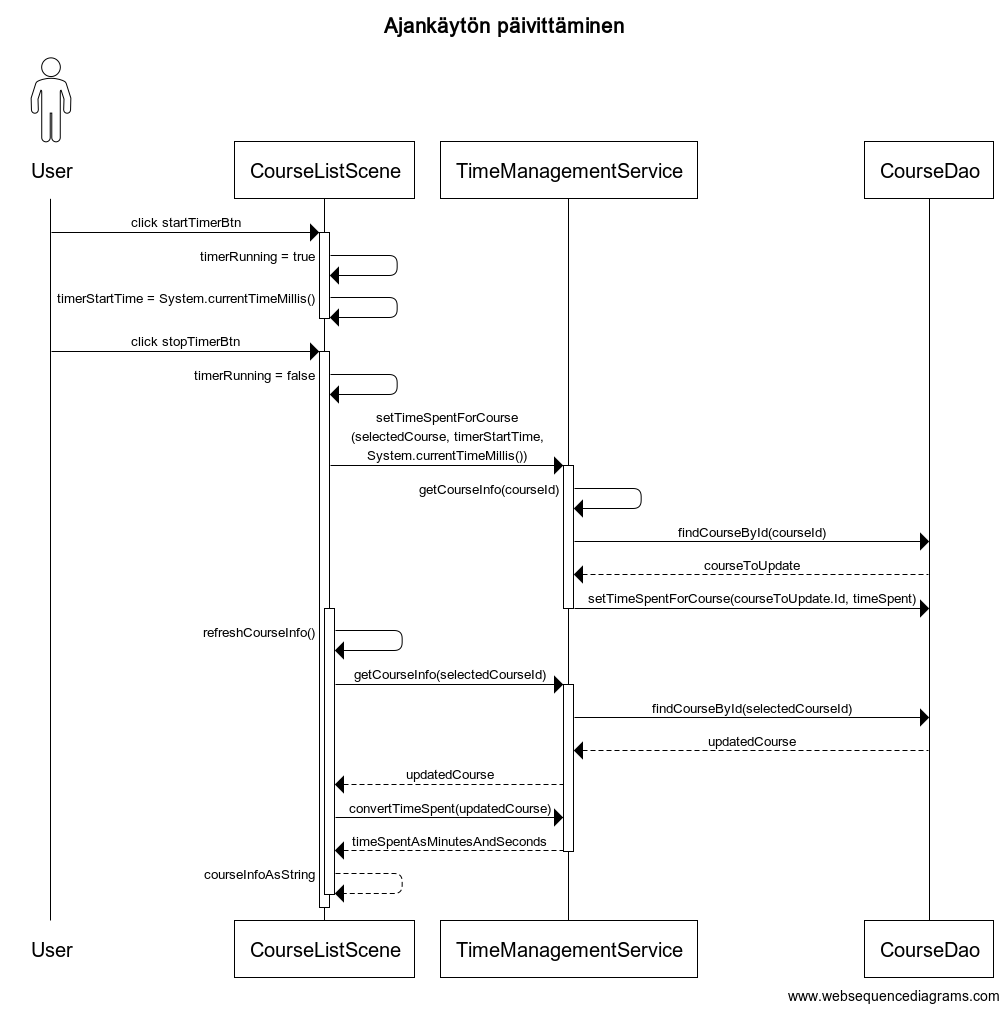 Ajankäytön päivittäminen
User
CourseListScene
TimeManagementService
CourseDao
click startTimerBtn
timerRunning = true
timerStartTime = System.currentTimeMillis()
click stopTimerBtn
timerRunning = false
setTimeSpentForCourse
(selectedCourse, timerStartTime,
System.currentTimeMillis())
getCourseInfo(courseId)
findCourseById(courseId)
courseToUpdate
setTimeSpentForCourse(courseToUpdate.Id, timeSpent)
refreshCourseInfo()
getCourseInfo(selectedCourseId)
findCourseById(selectedCourseId)
updatedCourse
updatedCourse
convertTimeSpent(updatedCourse)
timeSpentAsMinutesAndSeconds
courseInfoAsString
User
CourseListScene
TimeManagementService
CourseDao
www.websequencediagrams.com